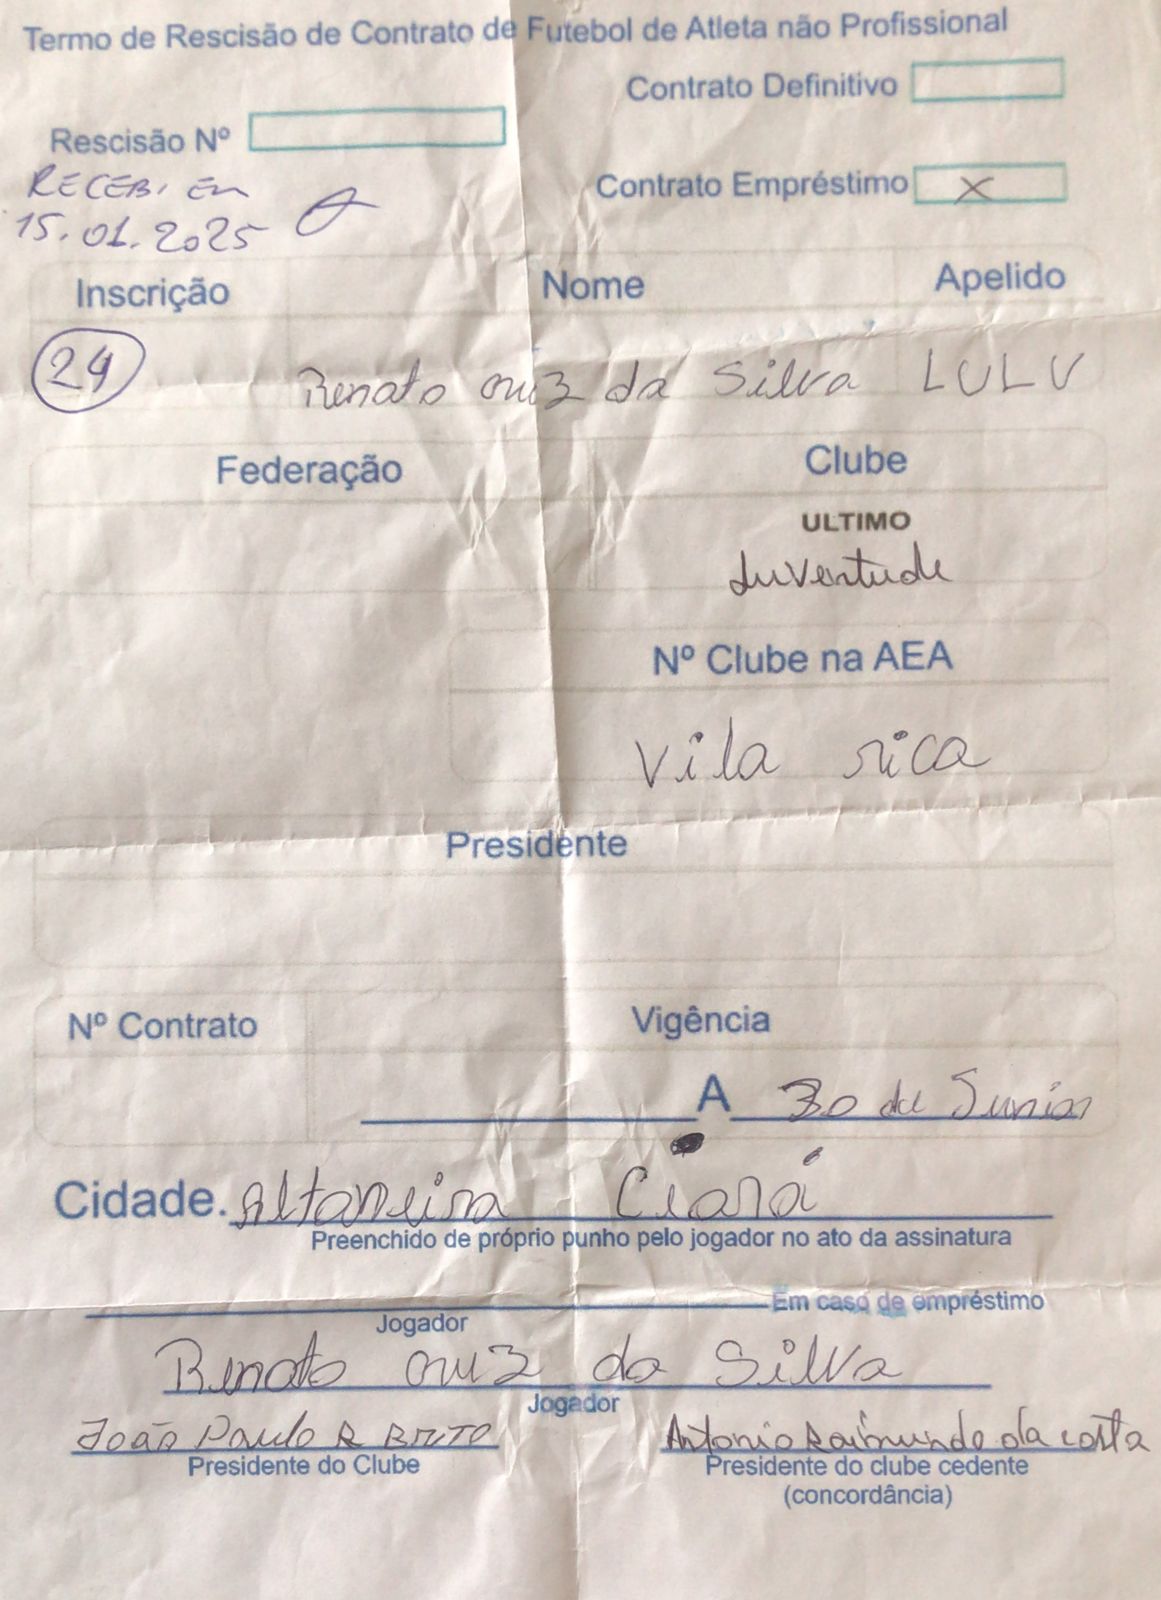 Termo de Rescisão de Contrato de Futebol de Atleta não Profissional
Contrato Definitivo
Rescisão Nº
RECEBI EM
15.01.2025
Contrato Empréstimo X
Inscrição Nome Apelido
24 Renato da Silva LULU
Federação Clube
ULTIMO
Juventude
Nº Clube na AEA
Vila rica
Presidente
Nº Contrato Vigência
A 30 de Junior
Cidade. Altaneira Ceará
Preenchido de próprio punho pelo jogador no ato da assinatura
Em caso de empréstimo
Jogador
Renato da Silva
Jogador
João Paulo R BRITO Antonio Raimundo da costa
Presidente do Clube Presidente do clube cedente
(concordância)